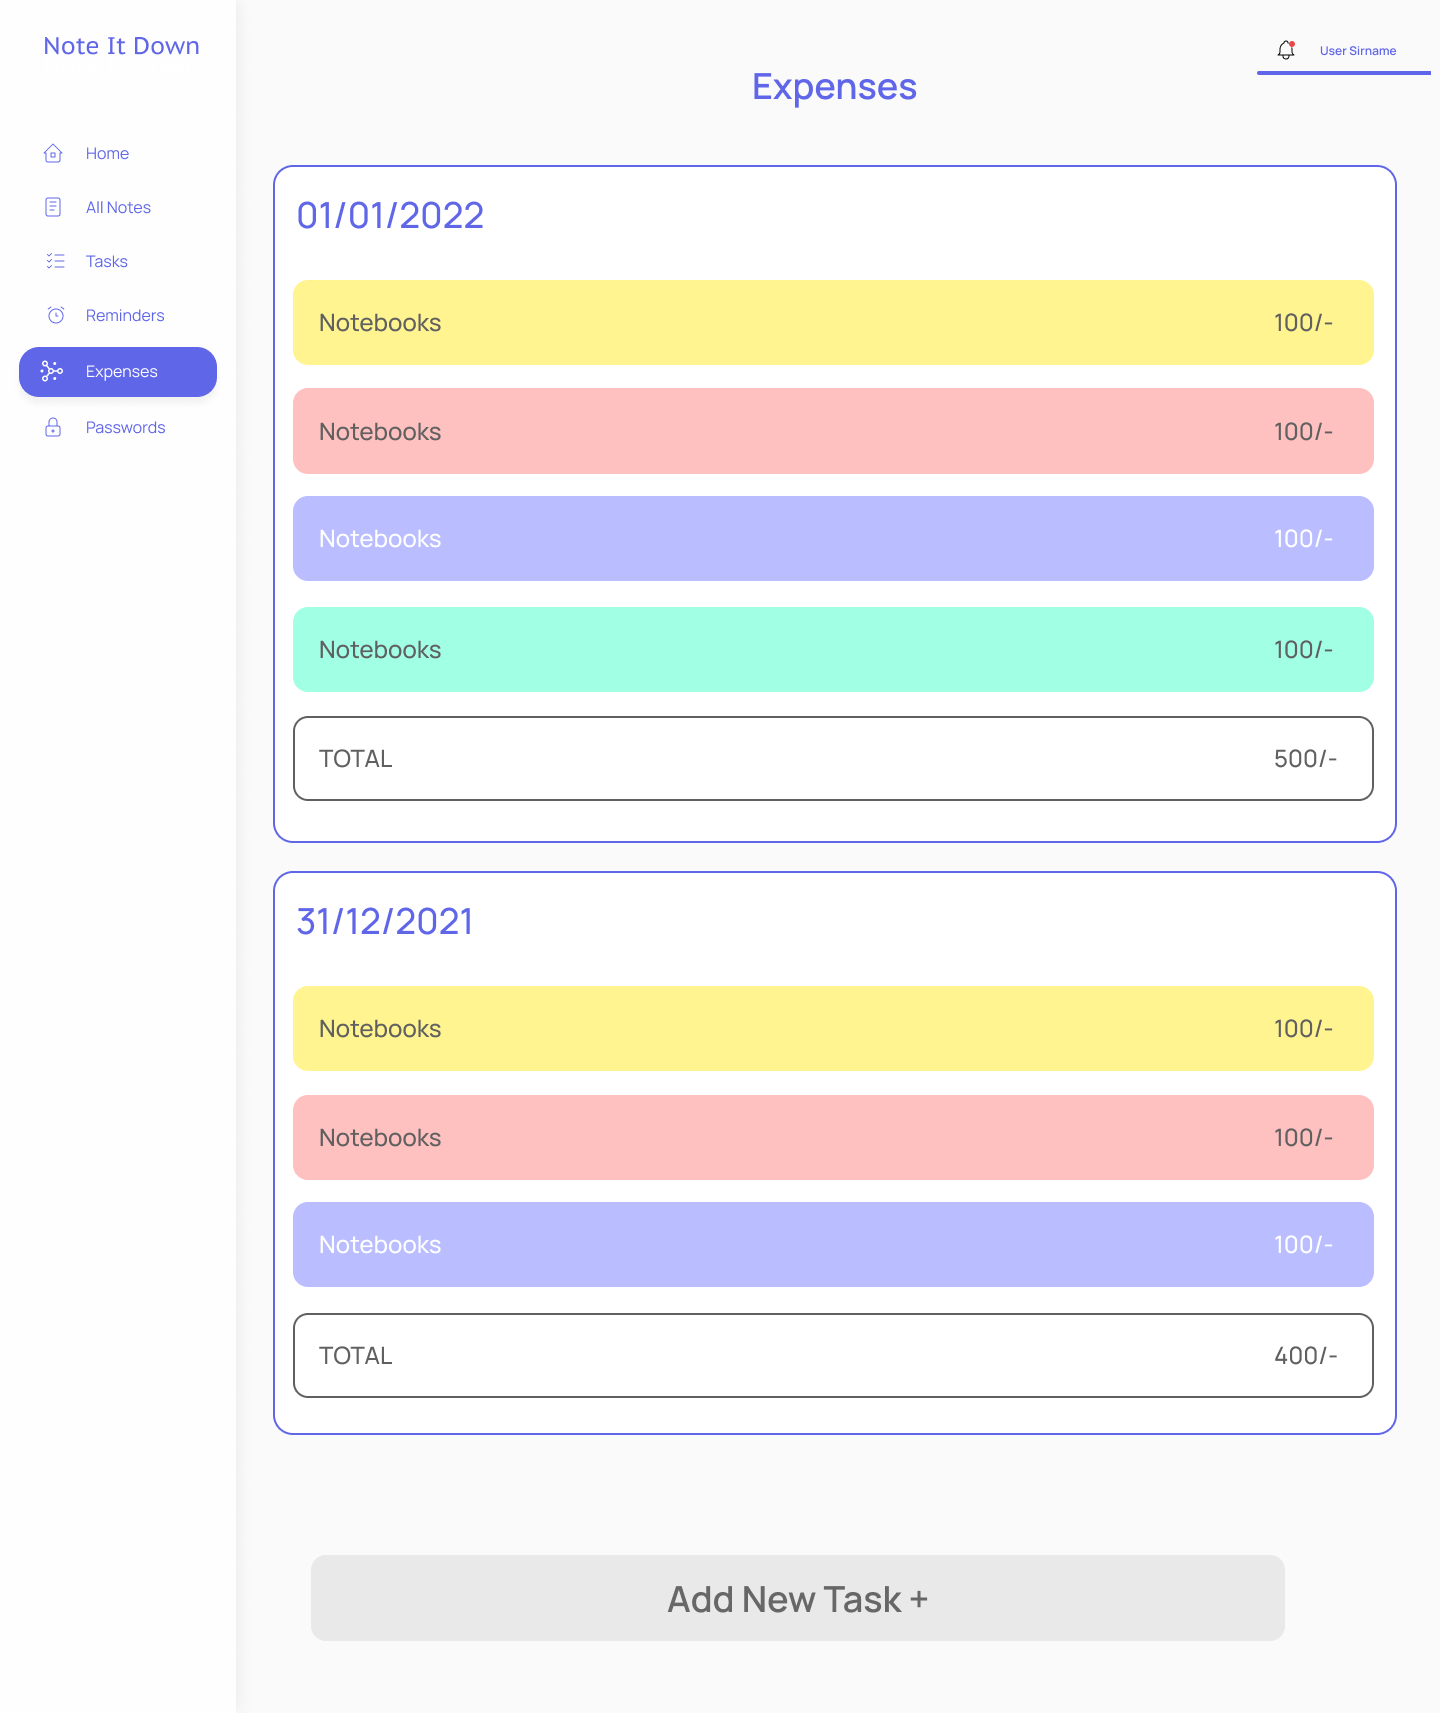 Note It Down
Home
All Notes
Tasks
Reminders
Expenses
Passwords
User Sirname
Expenses
01/01/2022
Notebooks 100/-
Notebooks 100/-
Notebooks 100/-
Notebooks 100/-
TOTAL 500/-
31/12/2021
Notebooks 100/-
Notebooks 100/-
Notebooks 100/-
TOTAL 400/-
Add New Task +